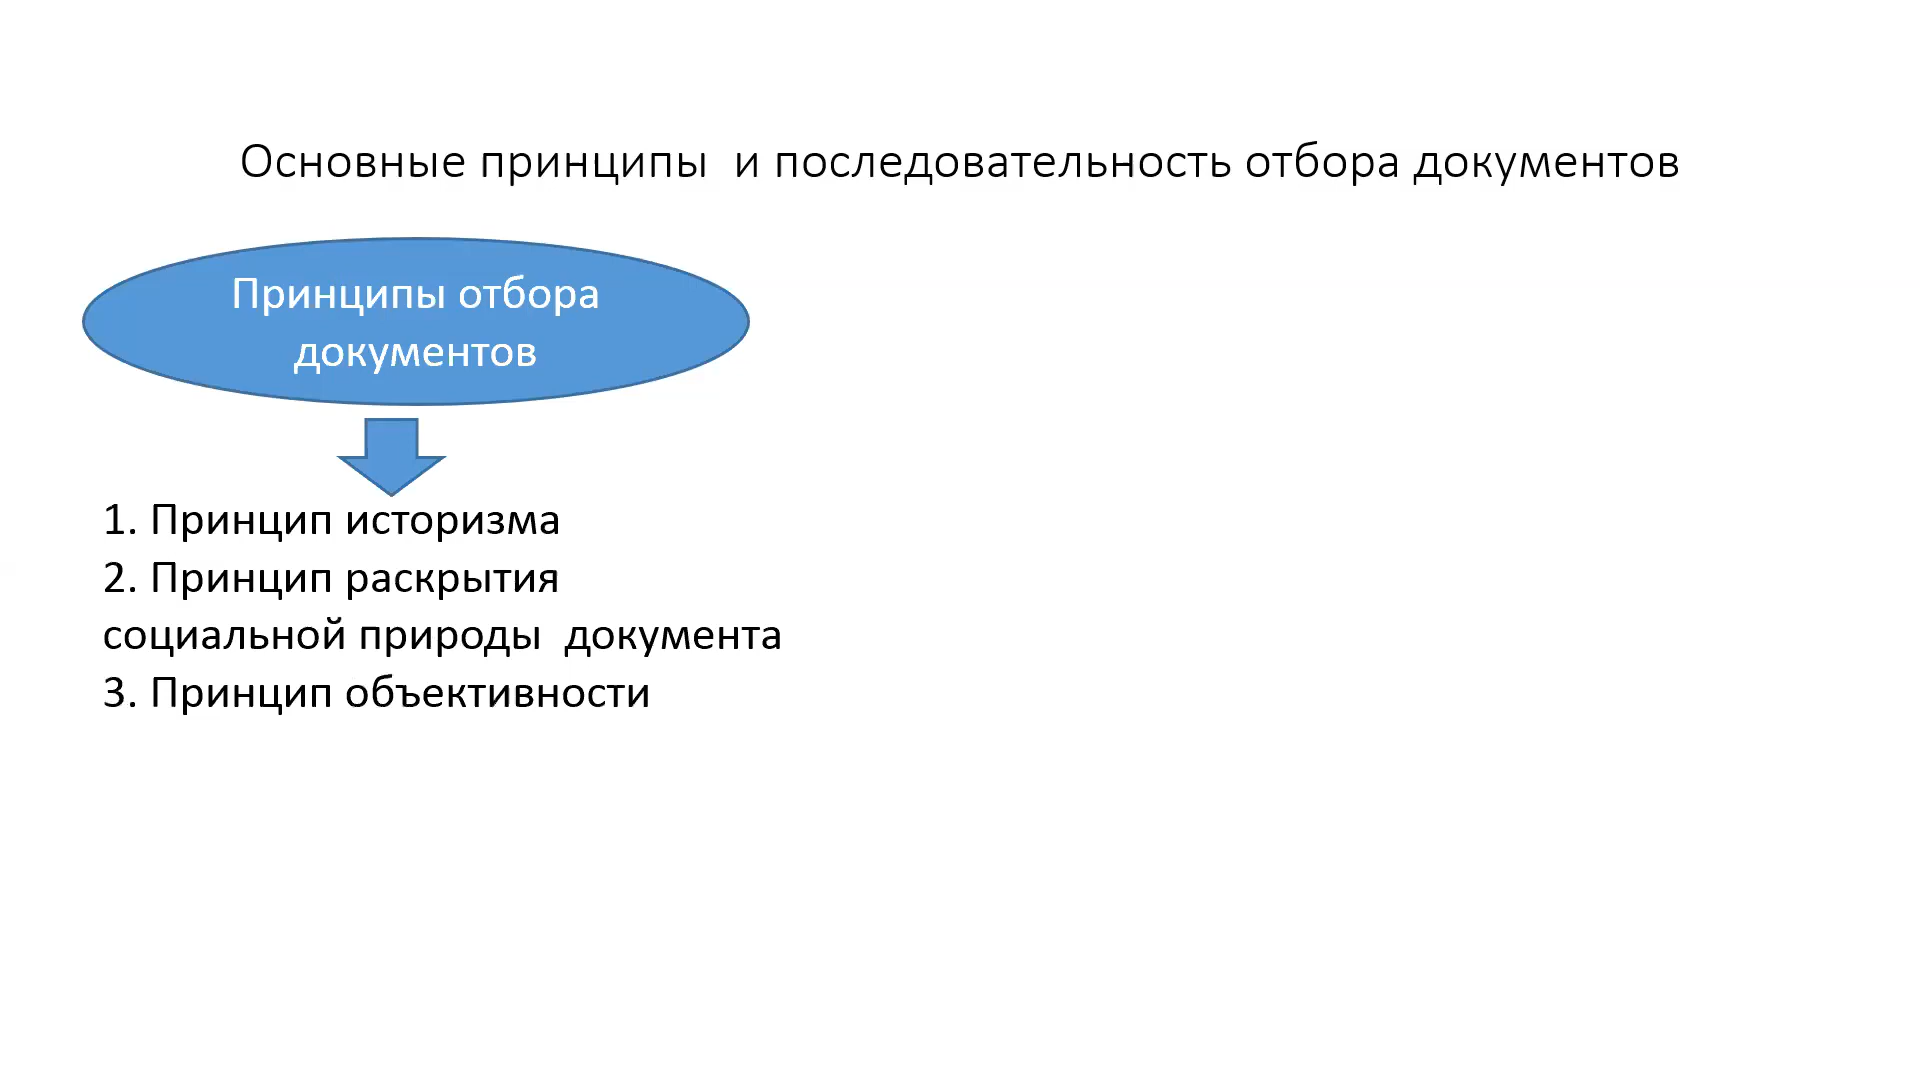 Основные принципы  и последовательность отбора документов
Принципы отбора
документов
1. Принцип историзма
2. Принцип раскрытия
социальной природы  документа
3. Принцип объективности